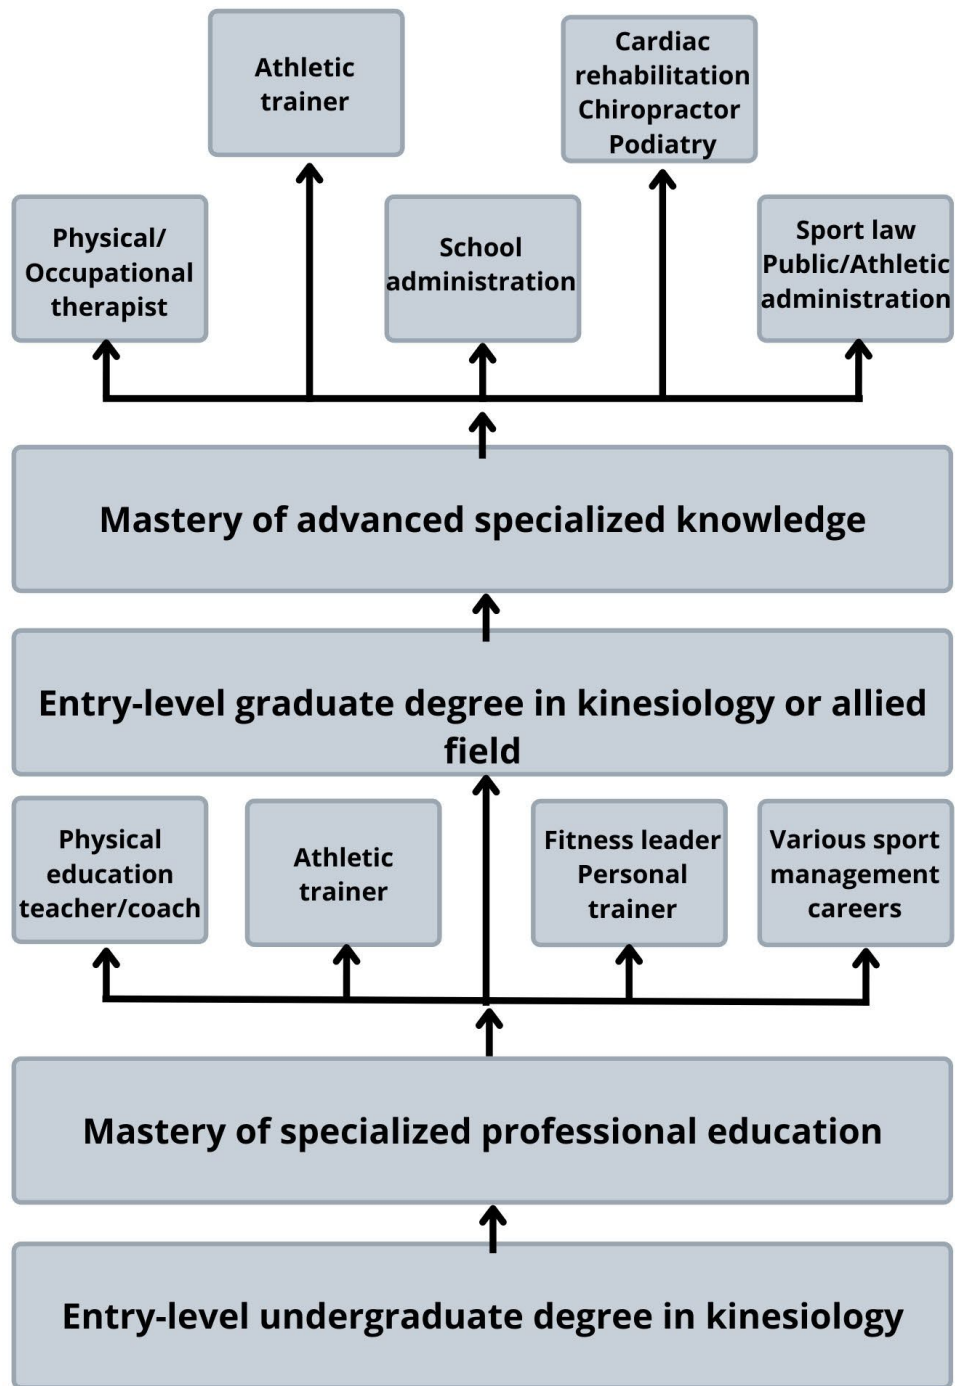 Athletic
trainer
Cardiac
rehabilitation
Chiropractor
Podiatry
Physical/
Occupational
therapist
School
administration
Sport law
Public/Athletic
administration
Mastery of advanced specialized knowledge
Entry-level graduate degree in kinesiology or allied
field
Physical
education
teacher/coach
Athletic
trainer
Fitness leader
Personal
trainer
Various sport
management
careers
Mastery of specialized professional education
Entry-level undergraduate degree in kinesiology